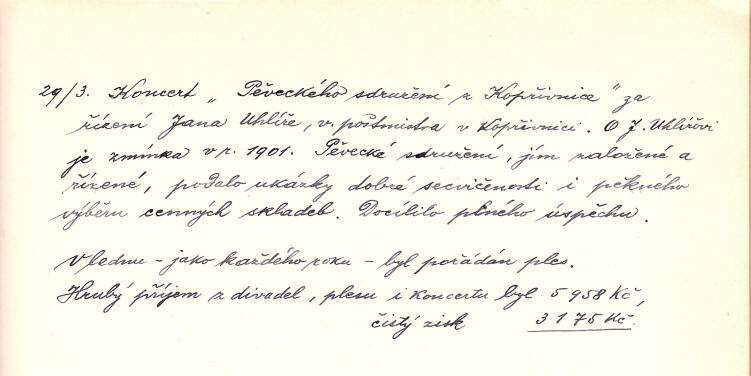 29/3. Koncert „Pěveckého sdružení z Kopřivnice" za
řízení Jana Uhlíře, v. poštmistra v Kopřivnici. O J. Uhlířovi
je zmínka v r. 1901. Pěvecké sdružení, jím založené a
řízené, podalo ukázky dobré secvičenosti i pěkného
výběru cenných skladeb. Docílilo plného úspěchu.
V lednu - jako každého roku - byl pořádán ples.
Hrubý příjem z divadel, plesu i koncertu byl 5 958 Kč,
čistý zisk 3 175 Kč.